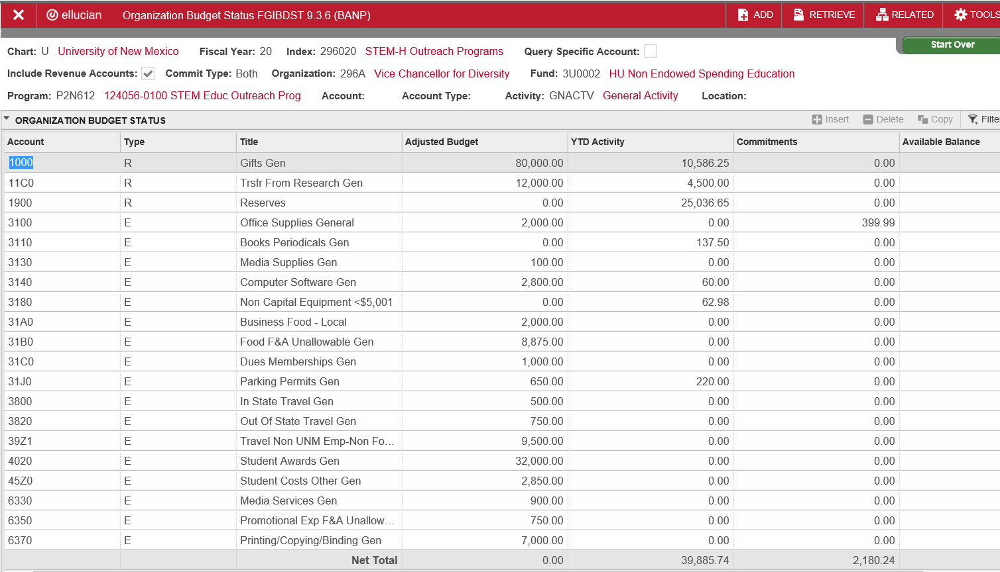 ellucian Organization Budget Status FGIBDST 9.3.6 (BANP) ADD RETRIEVE RELATED TOOLS
Start Over
Chart: U University of New Mexico Fiscal Year: 20 Index: 296020 STEM-H Outreach Programs Query Specific Account:
Include Revenue Accounts: Commit Type: Both Organization: 296A Vice Chancellor for Diversity Fund: 3U0002 HU Non Endowed Spending Education
Program: P2N612 124056-0100 STEM Educ Outreach Prog Account: Account Type: Activity: GNACTV General Activity Location:
ORGANIZATION BUDGET STATUS Insert Delete Copy Filte
Account Type Title Adjusted Budget YTD Activity Commitments Available Balance
1000 R Gifts Gen 80,000.00 10,586.25 0.00
11C0 R Trsfr From Research Gen 12,000.00 4,500.00 0.00
1900 R Reserves 0.00 25,036.65 0.00
3100 E Office Supplies General 2,000.00 0.00 399.99
3110 E Books Periodicals Gen 0.00 137.50 0.00
3130 E Media Supplies Gen 100.00 0.00 0.00
3140 E Computer Software Gen 2,800.00 60.00 0.00
3180 E Non Capital Equipment <$5,001 0.00 62.98 0.00
31A0 E Business Food - Local 2,000.00 0.00 0.00
31B0 E Food F&A Unallowable Gen 8,875.00 0.00 0.00
31C0 E Dues Memberships Gen 1,000.00 0.00 0.00
31J0 E Parking Permits Gen 650.00 220.00 0.00
3800 E In State Travel Gen 500.00 0.00 0.00
3820 E Out Of State Travel Gen 750.00 0.00 0.00
39Z1 E Travel Non UNM Emp-Non Fo... 9,500.00 0.00 0.00
4020 E Student Awards Gen 32,000.00 0.00 0.00
45Z0 E Student Costs Other Gen 2,850.00 0.00 0.00
6330 E Media Services Gen 900.00 0.00 0.00
6350 E Promotional Exp F&A Unallow... 750.00 0.00 0.00
6370 E Printing/Copying/Binding Gen 7,000.00 0.00 0.00
Net Total 0.00 39,885.74 2,180.24